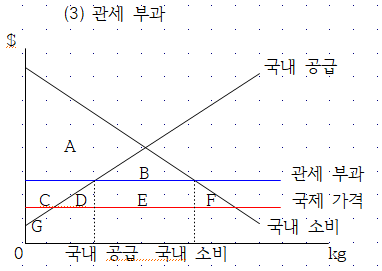 (3) 관세 부과
$
국내 공급
A
B
관세 부과
C D E F
국제 가격
G
국내 소비
0 국내 공급 국내 소비 kg